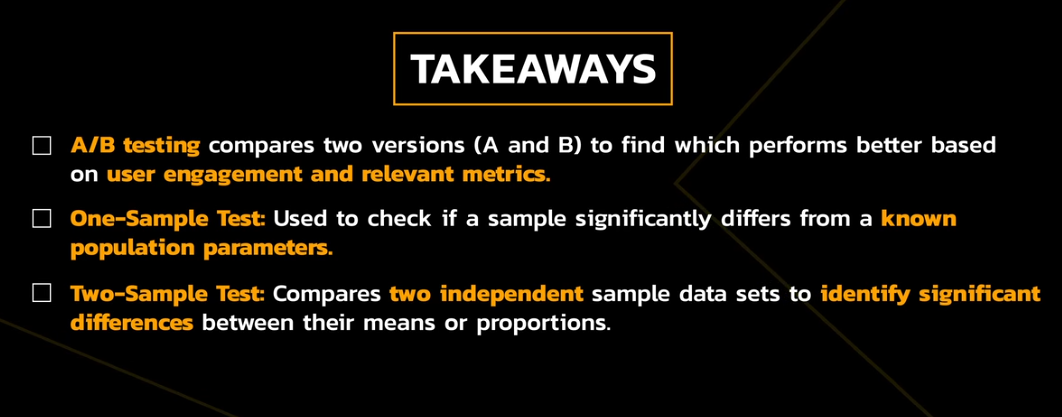 TAKEAWAYS
A/B testing compares two versions (A and B) to find which performs better based
on user engagement and relevant metrics.
One-Sample Test: Used to check if a sample significantly differs from a known
population parameters.
Two-Sample Test: Compares two independent sample data sets to identify significant
differences between their means or proportions.